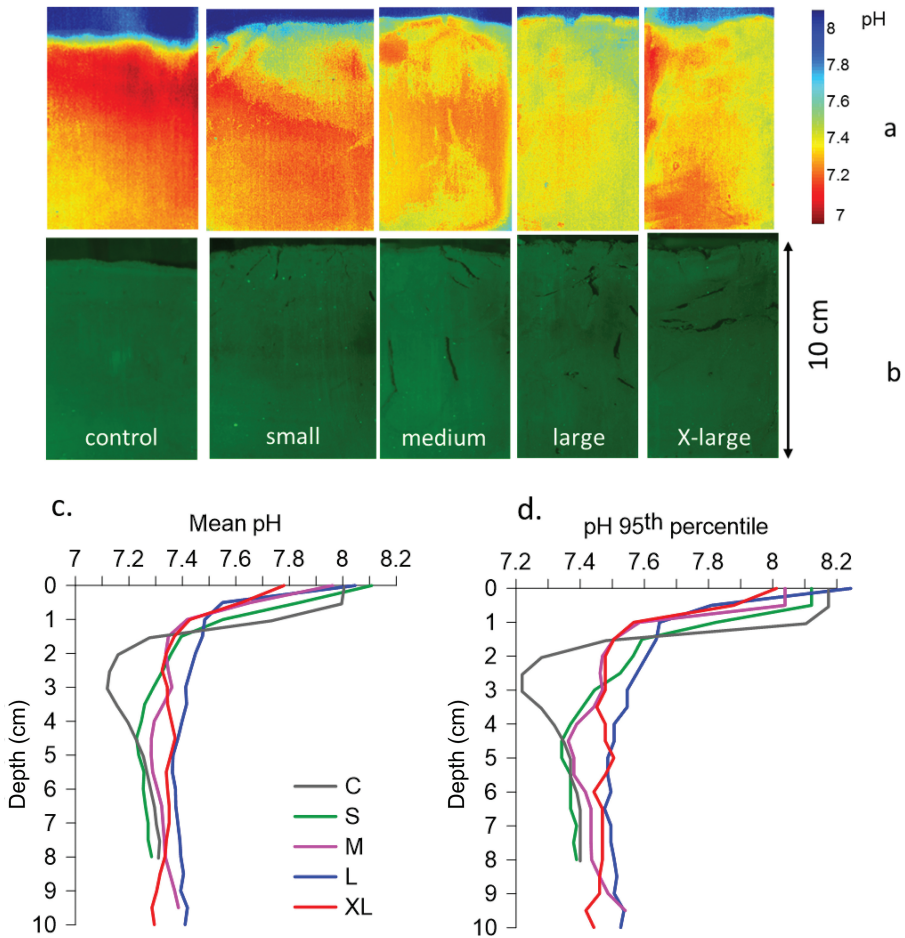 pH
8
7.8
7.6
7.4
7.2
7
a
control
small
medium
large
X-large
10 cm
b
c.
Mean pH
7 7.2 7.4 7.6 7.8 8 8.2
0
1
2
3
4
5
6
7
8
9
10
Depth (cm)
C
S
M
L
XL
d.
pH 95th percentile
7.2 7.4 7.6 7.8 8 8.2
0
1
2
3
4
5
6
7
8
9
10
Depth (cm)